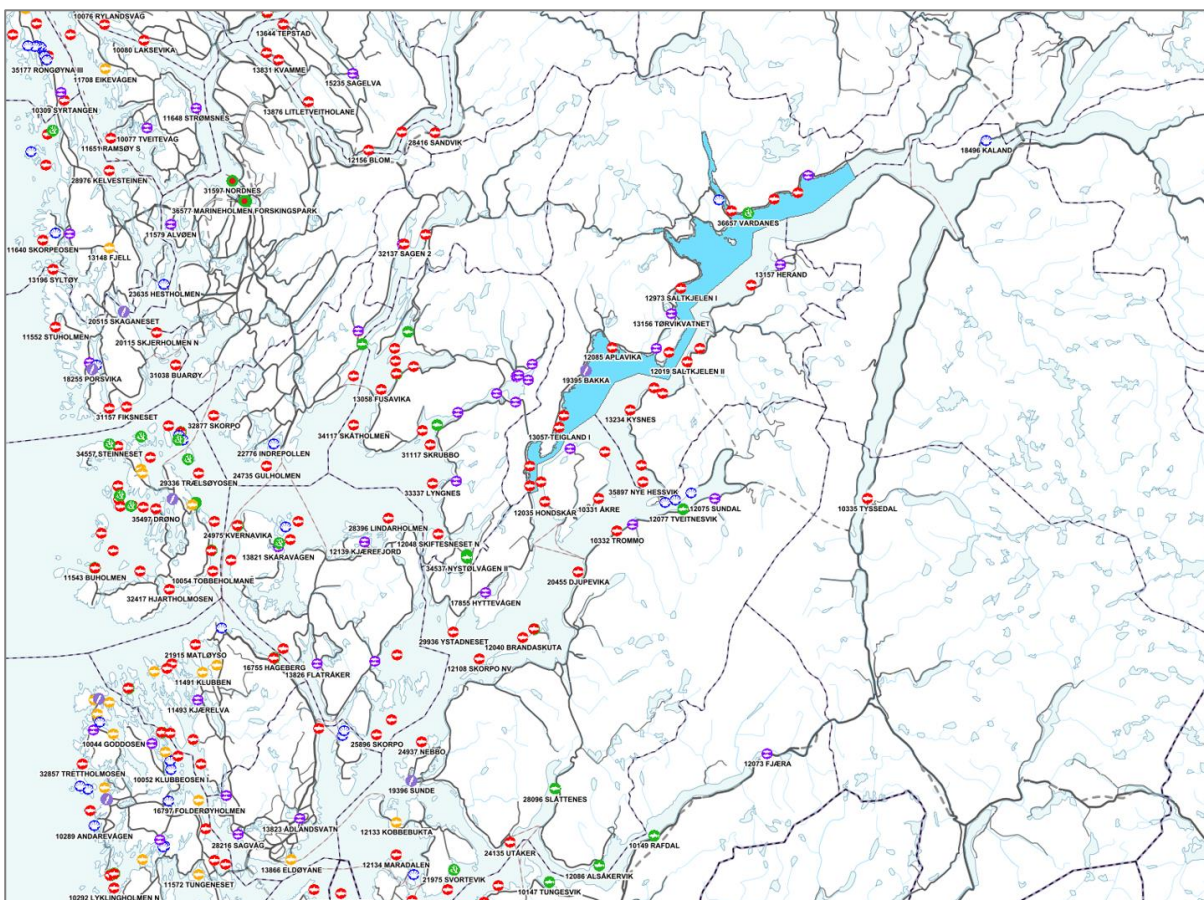 10076 RYLANDSVÅG
13644 TEPSTAD
10080 LAKSEVIKA
35177 RONGØYNA III
13831 KVAMME
11708 EIKEVÅGEN
15235 SAGELVA
10309 SYRTANGEN
13876 LITLETVEITHOLANE
11648 STRØMSNES
10077 TVEITEVÅG
11651 RAMSØY S
28416 SANDVIK
18496 KALAND
12156 BLOM
28976 KELVESTEINEN
31597 NORDNES
36577 MARINEHOLMEN FORSKINGSPARK
36657 VARDANES
11579 ALVØEN
11640 SKORPEOSEN
13148 FJELL
32137 SAGEN 2
13196 SYLTØY
13157 HERAND
23635 HESTHOLMEN
12973 SALTKJELEN I
20515 SKAGANESET
13156 TØRVIKVATNET
11552 STUHOLMEN
20115 SKJERHOLMEN N
12085 APLAVIKA
31038 BUARØY
12019 SALTKJELEN II
18255 PORSVIKA
19395 BAKKA
13058 FUSAVIKA
31157 FIKSNESET
32877 SKORPO
13234 KYSNES
34117 SKÅTHOLMEN
13057 TEIGLAND I
22776 INDREPOLLEN
31117 SKRUBBO
34557 STEINNESET
24735 GULHOLMEN
29336 TRÆLSØYOSEN
33337 LYNGNES
35897 NYE HESSVIK
12035 HONDSKÅR
10331 ÅKRE
12075 SUNDAL
10335 TYSSEDAL
35497 DRØNO
12077 TVEITNESVIK
28396 LINDARHOLMEN
24975 KVERNAVIKA
12048 SKIFTESNESET N
10332 TROMMO
13821 SKÅRAVÅGEN
12139 KJÆREFJORD
34537 NYSTØLVÅGEN II
11543 BUHOLMEN
10054 TOBBEHOLMANE
20455 DJUPEVIKA
32417 HJARTHOLMOSEN
17855 HYTTEVÅGEN
29936 YSTADNESET
12040 BRANDASKUTA
21915 MATLØYSO
16755 HAGEBERG
12108 SKORPO NV
13826 FLATRÅKER
11491 KLUBBEN
11493 KJÆRELVA
10044 GODDOSEN
25896 SKORPO
24937 NEBBO
12073 FJÆRA
32857 TRETTHOLMOSEN
10052 KLUBBEOSEN I
19396 SUNDE
28096 SLÅTTENES
16797 FOLDERØYHOLMEN
10289 ANDAREVÅGEN
13823 ÅDLANDSVATN
12133 KOBBEBUKTA
28216 SAGVÅG
24135 UTÅKER
10149 RAFDAL
13866 ELDØYANE
12134 MARADALEN
12086 ALSÅKERVIK
21975 SVORTEVIK
11572 TUNGENESET
10147 TUNGESVIK
10292 LYKLINGHOLMEN N